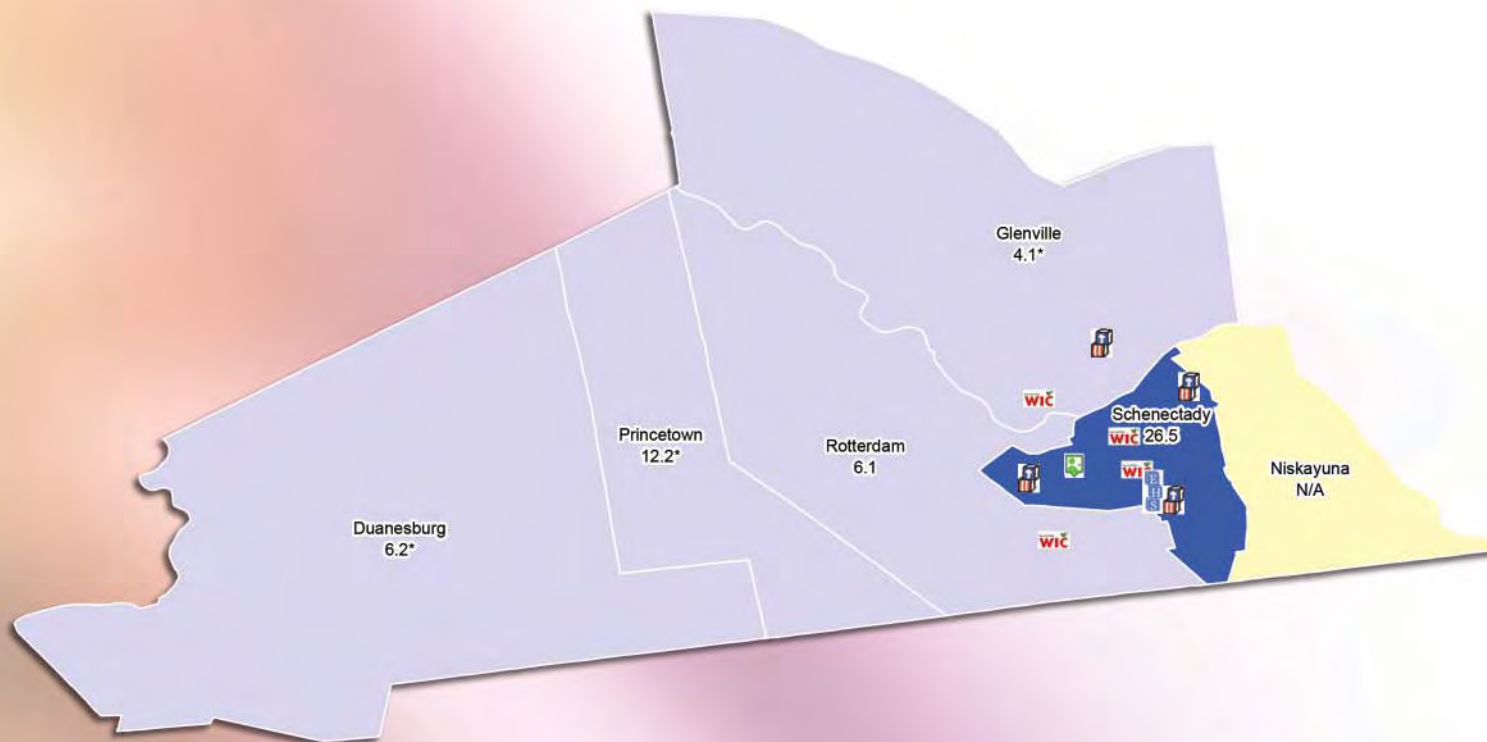 Glenville
4.1*
WIC
Schenectady
WIC 26.5
Princetown
12.2*
Rotterdam
6.1
WIC
E
H
S
Niskayuna
N/A
Duanesburg
6.2*
WIC